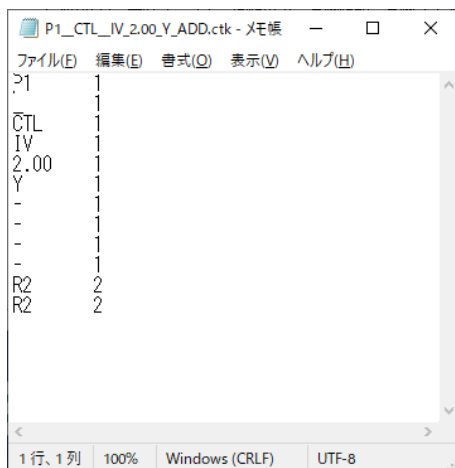 P1__CTL__IV_2.00_Y_ADD.ctk - メモ帳
ファイル(F) 編集(E) 書式(O) 表示(V) ヘルプ(H)
P1 1
_ 1
CTL 1
IV 1
2.00 1
Y 1
- 1
- 1
- 1
- 1
R2 2
R2 2
1 行、1 列 100% Windows (CRLF) UTF-8